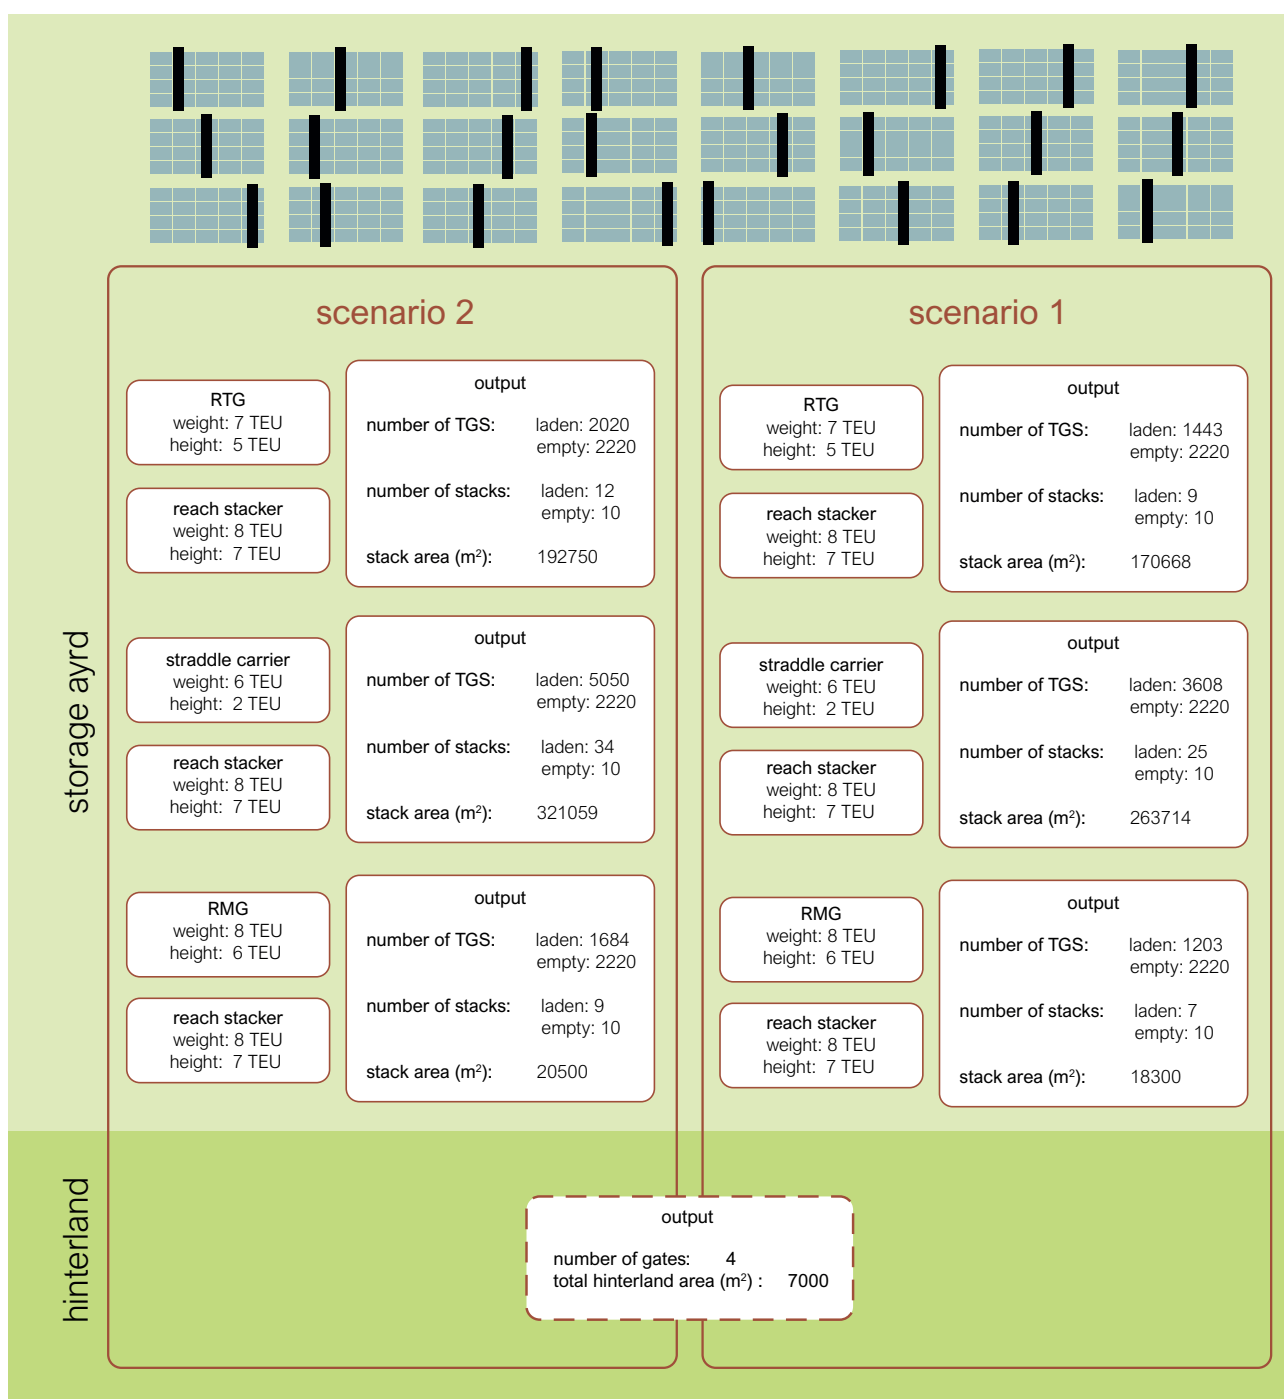 scenario 2
RTG
weight: 7 TEU
height: 5 TEU
reach stacker
weight: 8 TEU
height: 7 TEU
output
number of TGS: laden: 2020
empty: 2220
number of stacks: laden: 12
empty: 10
stack area (m²): 192750
straddle carrier
weight: 6 TEU
height: 2 TEU
reach stacker
weight: 8 TEU
height: 7 TEU
output
number of TGS: laden: 5050
empty: 2220
number of stacks: laden: 34
empty: 10
stack area (m²): 321059
RMG
weight: 8 TEU
height: 6 TEU
reach stacker
weight: 8 TEU
height: 7 TEU
output
number of TGS: laden: 1684
empty: 2220
number of stacks: laden: 9
empty: 10
stack area (m²): 20500
scenario 1
RTG
weight: 7 TEU
height: 5 TEU
reach stacker
weight: 8 TEU
height: 7 TEU
output
number of TGS: laden: 1443
empty: 2220
number of stacks: laden: 9
empty: 10
stack area (m²): 170668
straddle carrier
weight: 6 TEU
height: 2 TEU
reach stacker
weight: 8 TEU
height: 7 TEU
output
number of TGS: laden: 3608
empty: 2220
number of stacks: laden: 25
empty: 10
stack area (m²): 263714
RMG
weight: 8 TEU
height: 6 TEU
reach stacker
weight: 8 TEU
height: 7 TEU
output
number of TGS: laden: 1203
empty: 2220
number of stacks: laden: 7
empty: 10
stack area (m²): 18300
storage ayrd
hinterland
output
number of gates: 4
total hinterland area (m²) : 7000